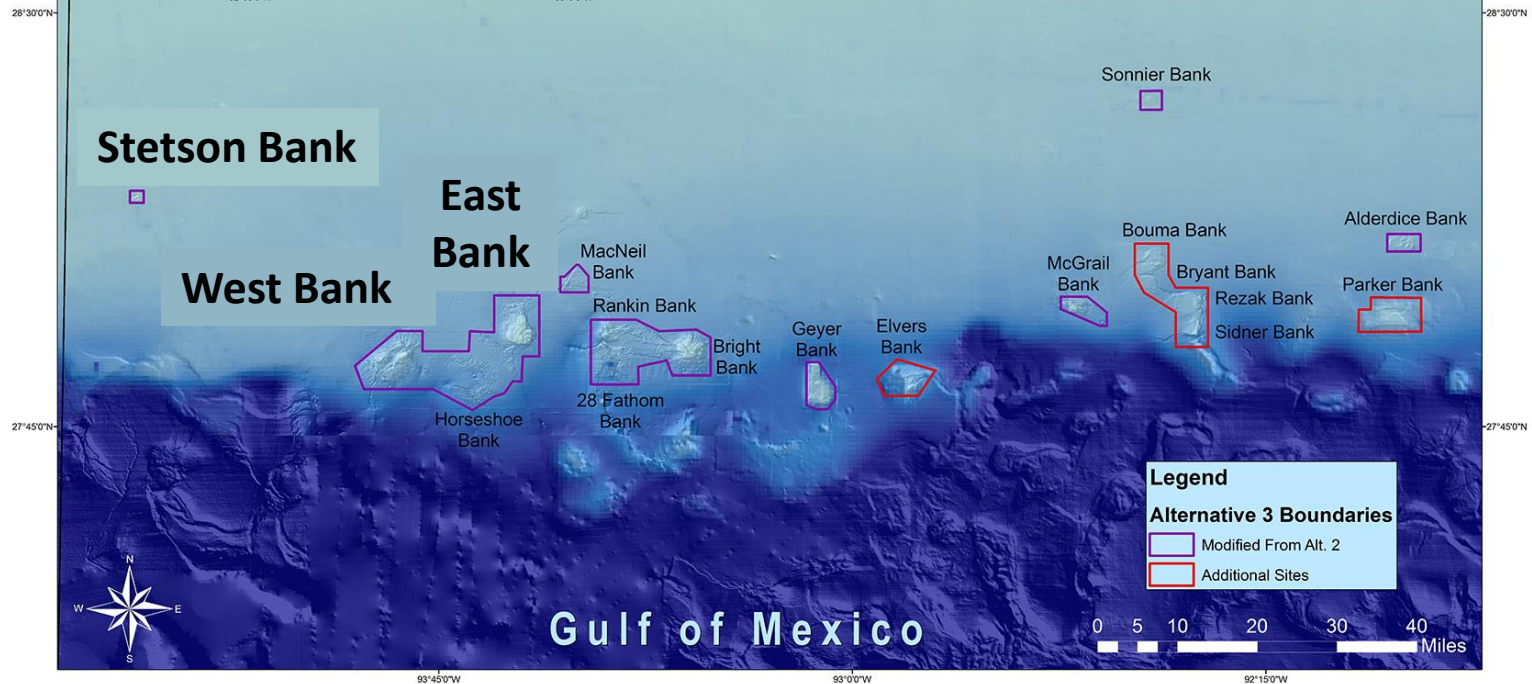 28°30'0"N
28°30'0"N
Sonnier Bank
Stetson Bank
East
Bank
Alderdice Bank
Bouma Bank
MacNeil
Bank
McGrail
Bank
Bryant Bank
West Bank
Parker Bank
Rezak Bank
Rankin Bank
Geyer
Bank
Elvers
Bank
Sidner Bank
Bright
Bank
28 Fathom
Bank
Horseshoe
Bank
27°45'0"N
27°45'0"N
Legend
Alternative 3 Boundaries
Modified From Alt. 2
Additional Sites
N
W
E
S
Gulf of Mexico
0 5 10 20 30 40
Miles
93°45'0"W
93°0'0"W
92°15'0"W